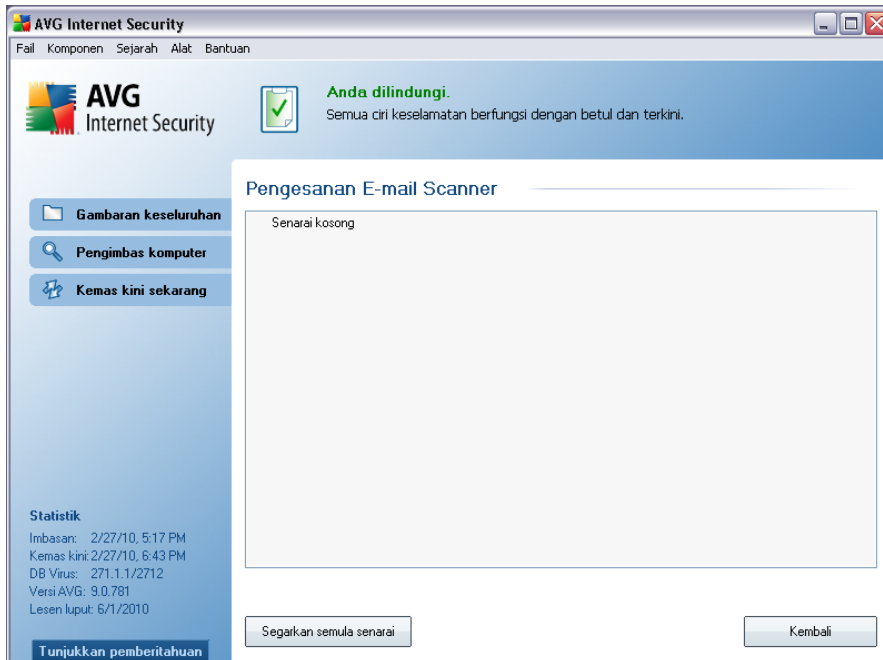 AVG Internet Security
Fail Komponen Sejarah Alat Bantuan
AVG
Internet Security
Anda dilindungi.
Semua ciri keselamatan berfungsi dengan betul dan terkini.
Gambaran keseluruhan
Pengimbas komputer
Kemas kini sekarang
Pengesanan E-mail Scanner
Senarai kosong
Statistik
Imbasan: 2/27/10, 5:17 PM
Kemas kini: 2/27/10, 6:43 PM
DB Virus: 271.1.1/2712
Versi AVG: 9.0.781
Lesen luput: 6/1/2010
Tunjukkan pemberitahuan
Segarkan semula senarai
Kembali